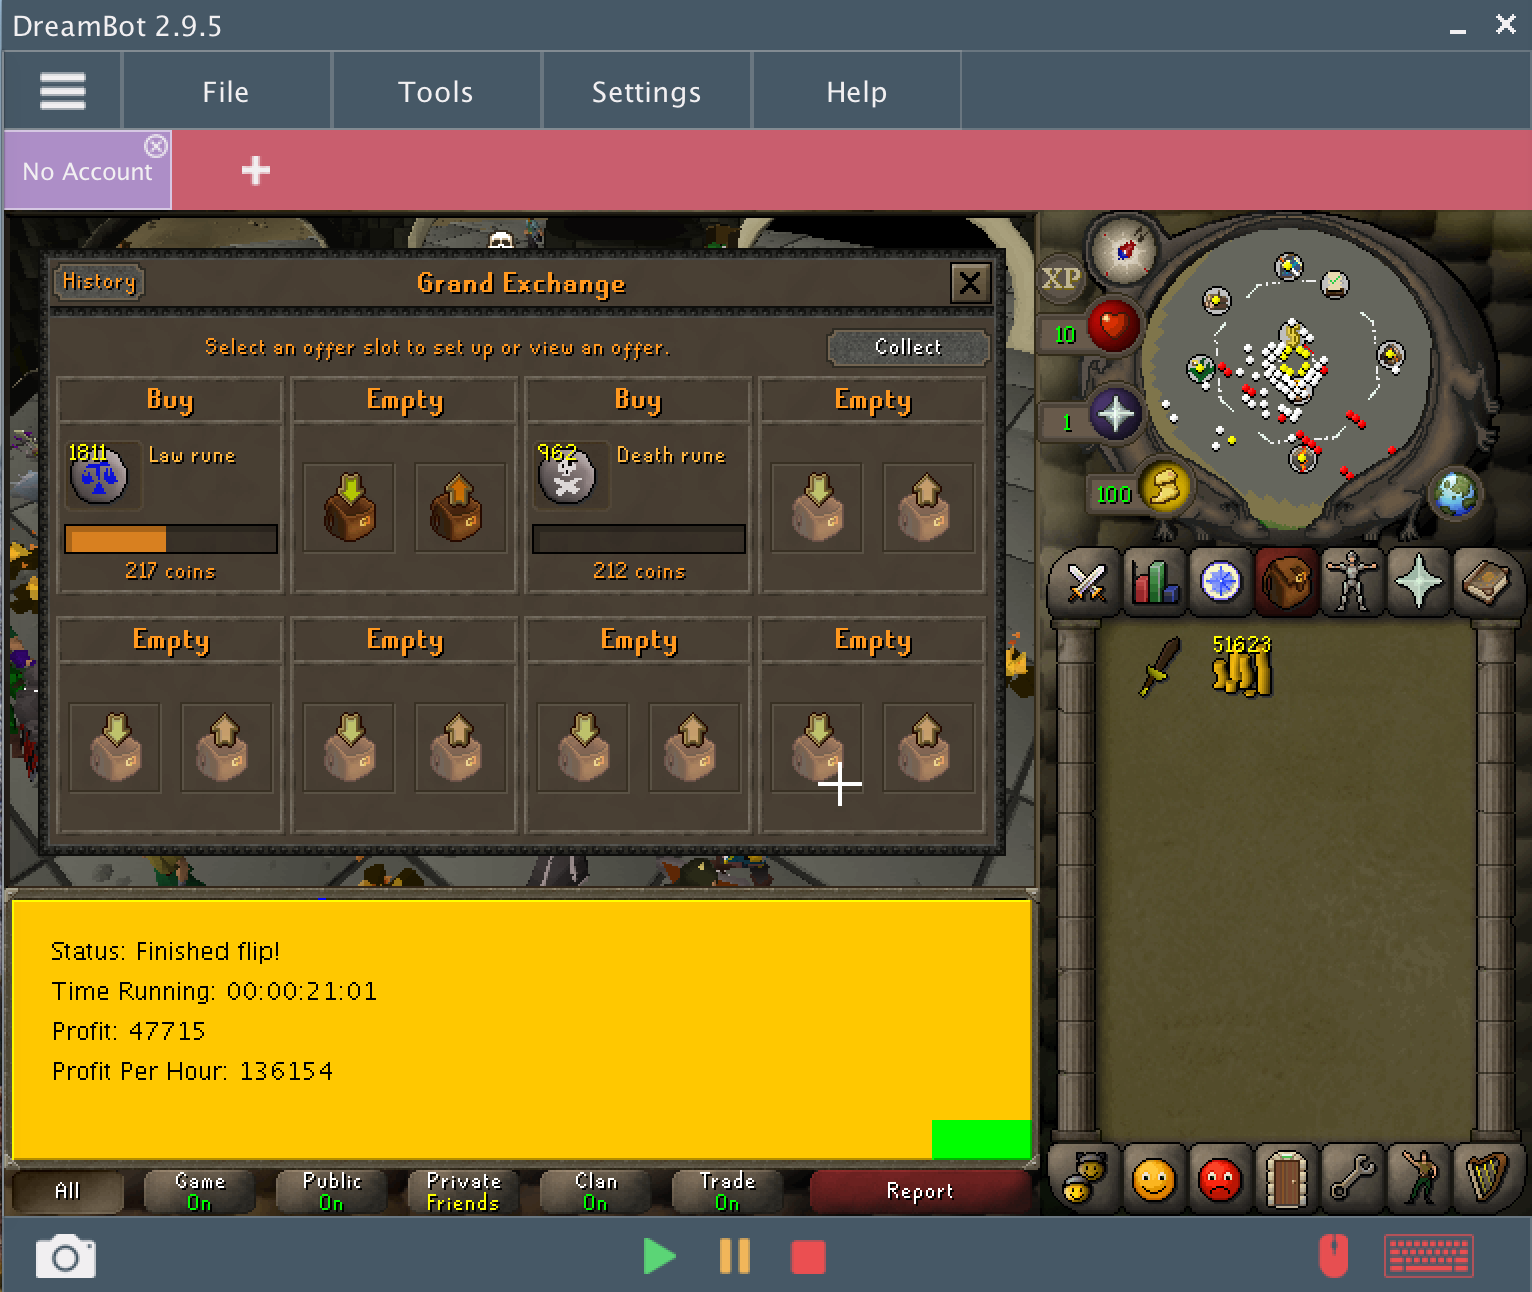 DreamBot 2.9.5
File Tools Settings Help
No Account
History Grand Exchange
Select an offer slot to set up or view an offer. Collect
Buy Empty Buy Empty
1811 Law rune 962 Death rune
217 coins 212 coins
Empty Empty Empty Empty
XP
10
1
100
51623
Status: Finished flip!
Time Running: 00:00:21:01
Profit: 47715
Profit Per Hour: 136154
All Game On Public On Private Friends Clan On Trade On Report